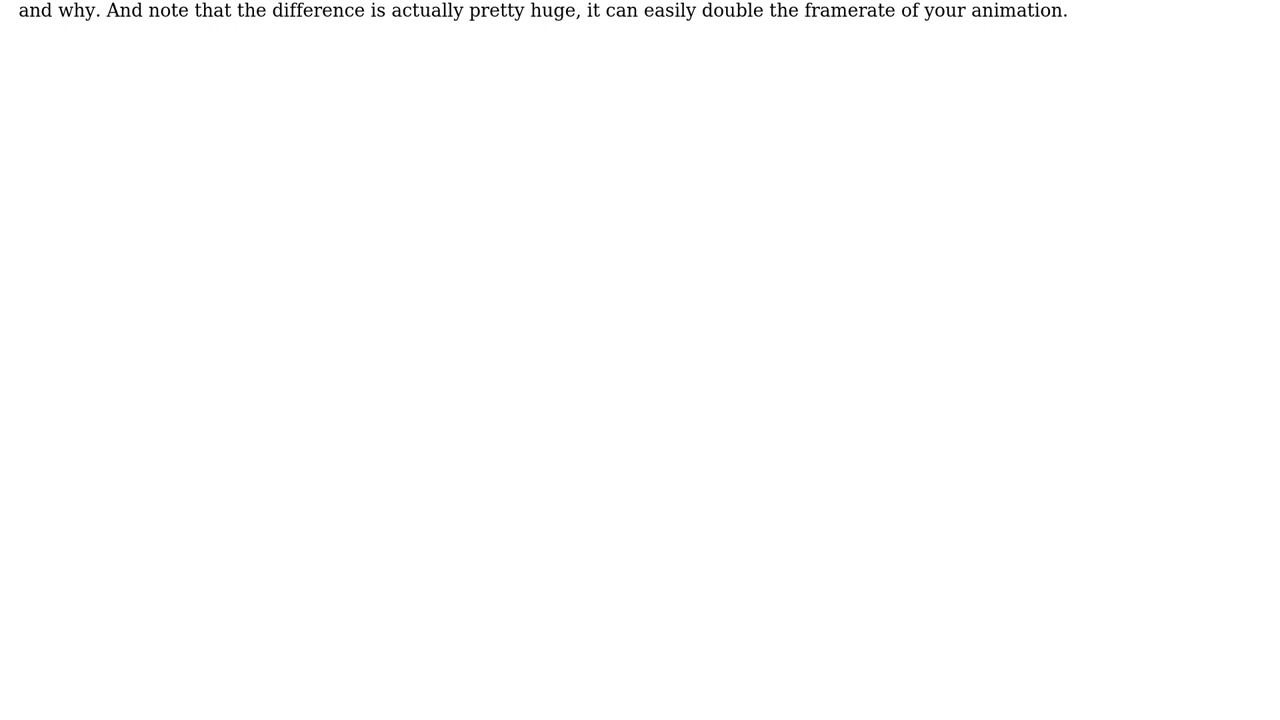 and why. And note that the difference is actually pretty huge, it can easily double the framerate of your animation.